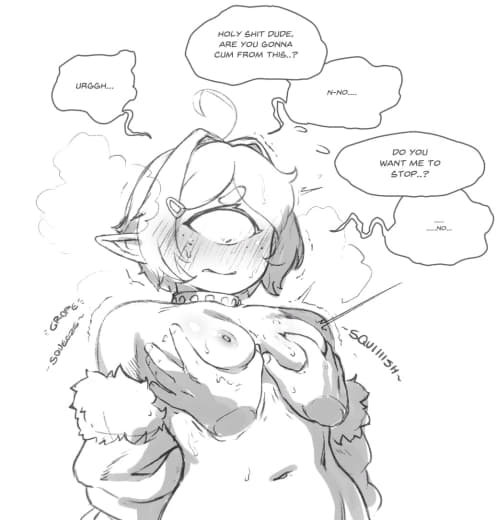 HOLY SHIT DUDE,
ARE YOU GONNA
CUM FROM THIS..?
URGGH...
N-NO....
DO YOU
WANT ME TO
STOP..?
......
......NO...
~GROPE~
~SQUEEZE~
SQUIIIISH~